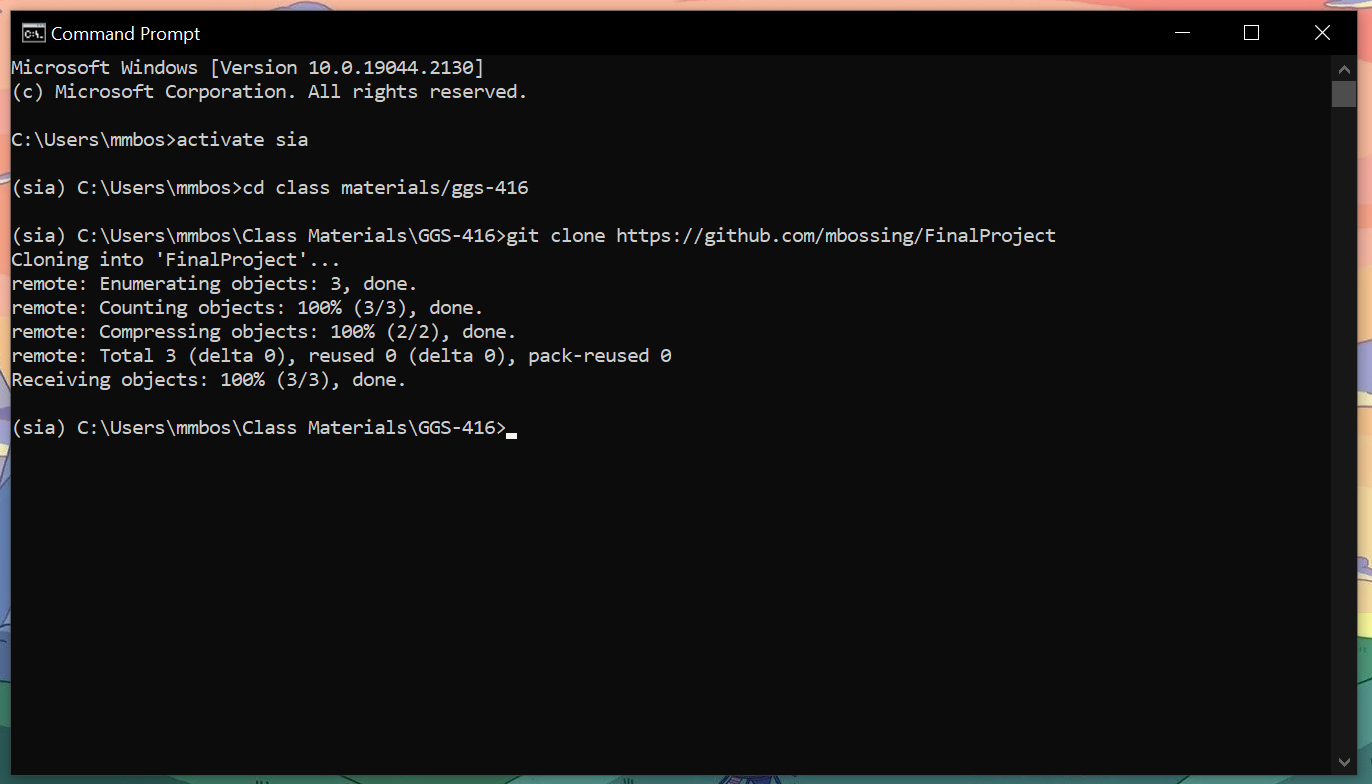 Command Prompt
Microsoft Windows [Version 10.0.19044.2130]
(c) Microsoft Corporation. All rights reserved.
C:\Users\mmbos>activate sia
(sia) C:\Users\mmbos>cd class materials/ggs-416
(sia) C:\Users\mmbos\Class Materials\GGS-416>git clone https://github.com/mbossing/FinalProject
Cloning into 'FinalProject'...
remote: Enumerating objects: 3, done.
remote: Counting objects: 100% (3/3), done.
remote: Compressing objects: 100% (2/2), done.
remote: Total 3 (delta 0), reused 0 (delta 0), pack-reused 0
Receiving objects: 100% (3/3), done.
(sia) C:\Users\mmbos\Class Materials\GGS-416>